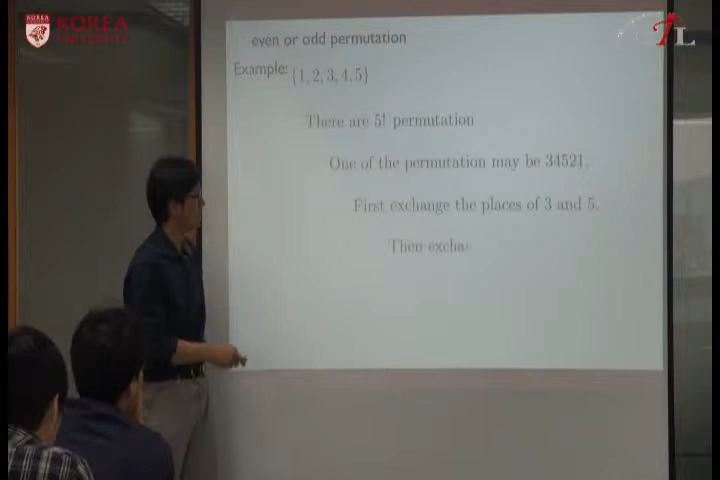 KOREA
UNIVERSITY
even or odd permutation
Example: {1, 2, 3, 4, 5}
There are 5! permutation
One of the permutation may be 34521.
First exchange the places of 3 and 5.
Then excha